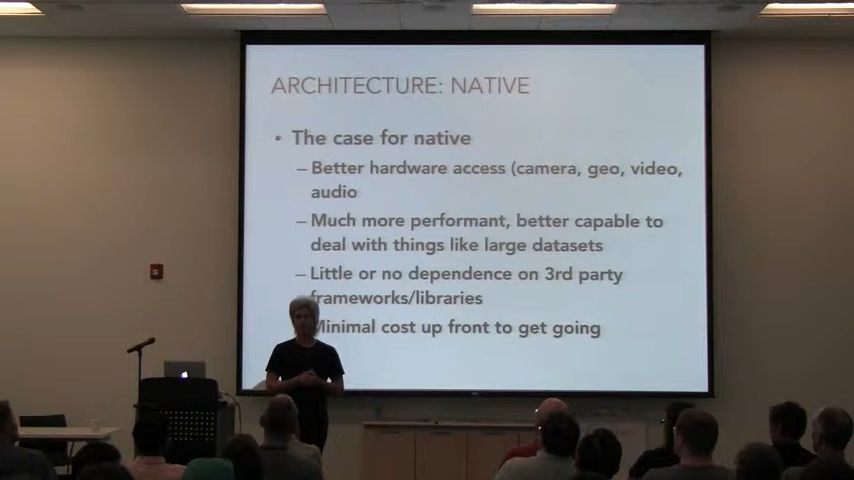 ARCHITECTURE: NATIVE
• The case for native
– Better hardware access (camera, geo, video,
audio
– Much more performant, better capable to
deal with things like large datasets
– Little or no dependence on 3rd party
frameworks/libraries
Minimal cost up front to get going